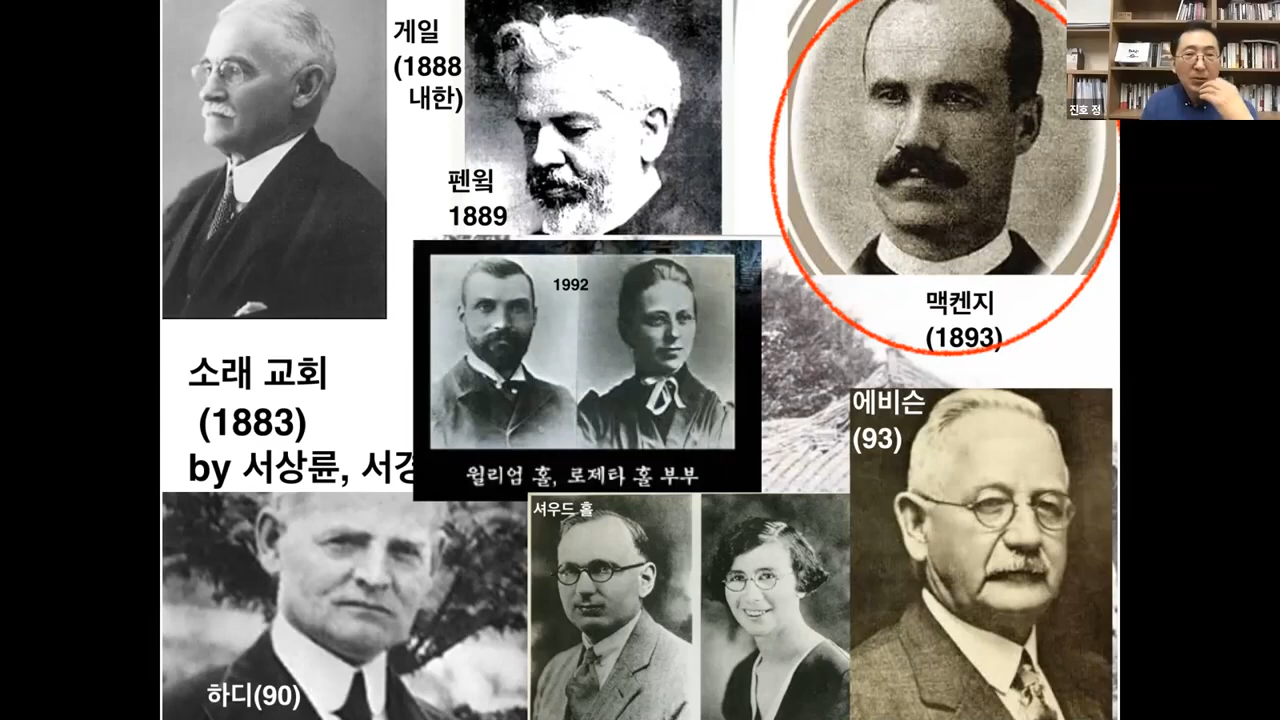 게일
(1888
내한)
펜윅
1889
맥켄지
(1893)
진호 정
1992
윌리엄 홀, 로제타 홀 부부
소래 교회
(1883)
by 서상륜, 서경
에비슨
(93)
셔우드 홀
하디(90)